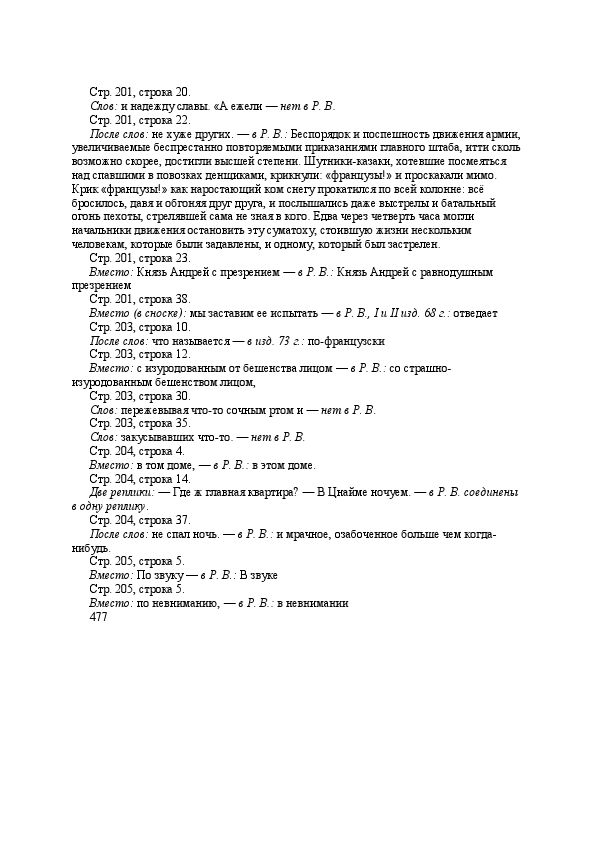 Стр. 201, строка 20.
Слов: и надежду славы. «А ежели — нет в Р. В.
Стр. 201, строка 22.
После слов: не хуже других. — в Р. В.: Беспорядок и поспешность движения армии,
увеличиваемые беспрестанно повторяемыми приказаниями главного штаба, итти сколь
возможно скорее, достигли высшей степени. Шутники-казаки, хотевшие посмеяться
над спавшими в повозках денщиками, крикнули: «французы!» и проскакали мимо.
Крик «французы!» как наростающий ком снегу прокатился по всей колонне: всё
бросилось, давя и обгоняя друг друга, и послышались даже выстрелы и батальный
огонь пехоты, стрелявшей сама не зная в кого. Едва через четверть часа могли
начальники движения остановить эту суматоху, стоившую жизни нескольким
человекам, которые были задавлены, и одному, который был застрелен.
Стр. 201, строка 23.
Вместо: Князь Андрей с презрением — в Р. В.: Князь Андрей с равнодушным
презрением
Стр. 201, строка 38.
Вместо (в сноске): мы заставим ее испытать — в Р. В., I и II изд. 68 г.: отведает
Стр. 203, строка 10.
После слов: что называется — в изд. 73 г.: по-французски
Стр. 203, строка 12.
Вместо: с изуродованным от бешенства лицом — в Р. В.: со страшно-
изуродованным бешенством лицом,
Стр. 203, строка 30.
Слов: пережевывая что-то сочным ртом и — нет в Р. В.
Стр. 203, строка 35.
Слов: закусывавших что-то. — нет в Р. В.
Стр. 204, строка 4.
Вместо: в том доме, — в Р. В.: в этом доме.
Стр. 204, строка 14.
Две реплики: — Где ж главная квартира? — В Цнайме ночуем. — в Р. В. соединены
в одну реплику.
Стр. 204, строка 37.
После слов: не спал ночь. — в Р. В.: и мрачное, озабоченное больше чем когда-
нибудь.
Стр. 205, строка 5.
Вместо: По звуку — в Р. В.: В звуке
Стр. 205, строка 5.
Вместо: по невниманию, — в Р. В.: в невнимании
477